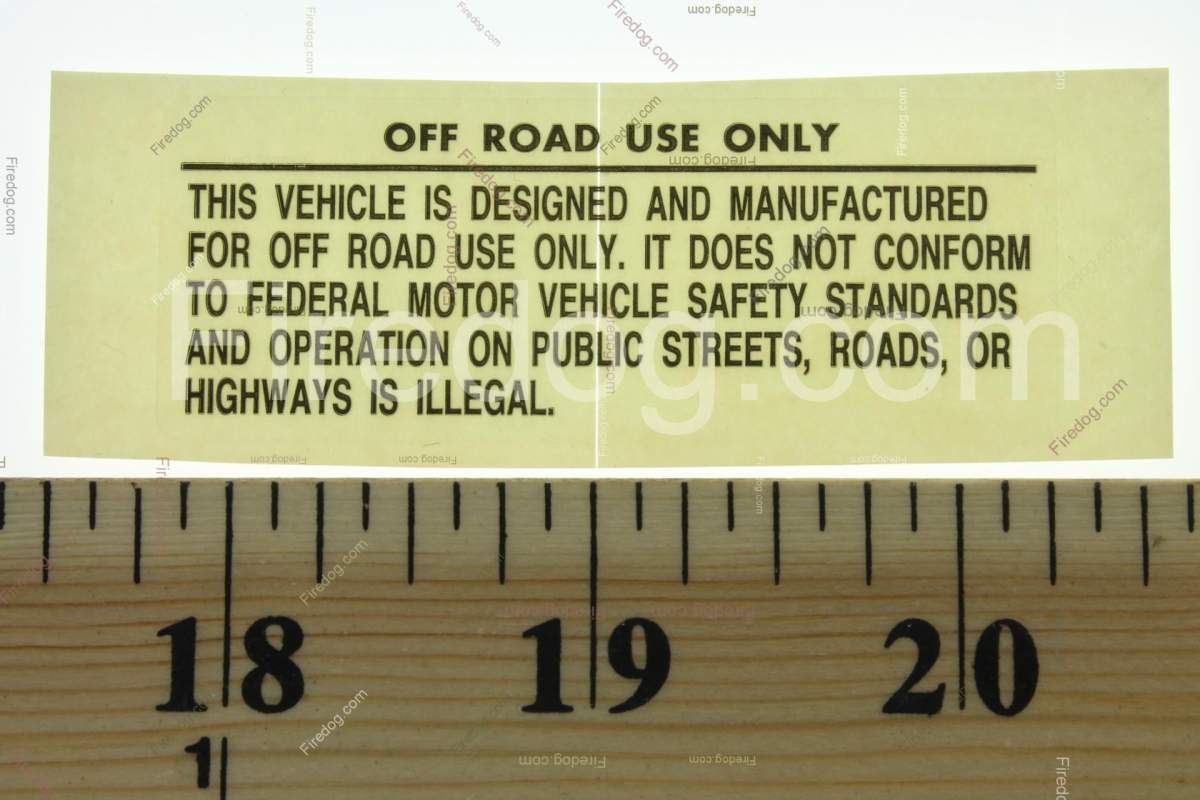 OFF ROAD USE ONLY
THIS VEHICLE IS DESIGNED AND MANUFACTURED
FOR OFF ROAD USE ONLY. IT DOES NOT CONFORM
TO FEDERAL MOTOR VEHICLE SAFETY STANDARDS
AND OPERATION ON PUBLIC STREETS, ROADS, OR
HIGHWAYS IS ILLEGAL.
Firedog.com
18 19 20
1